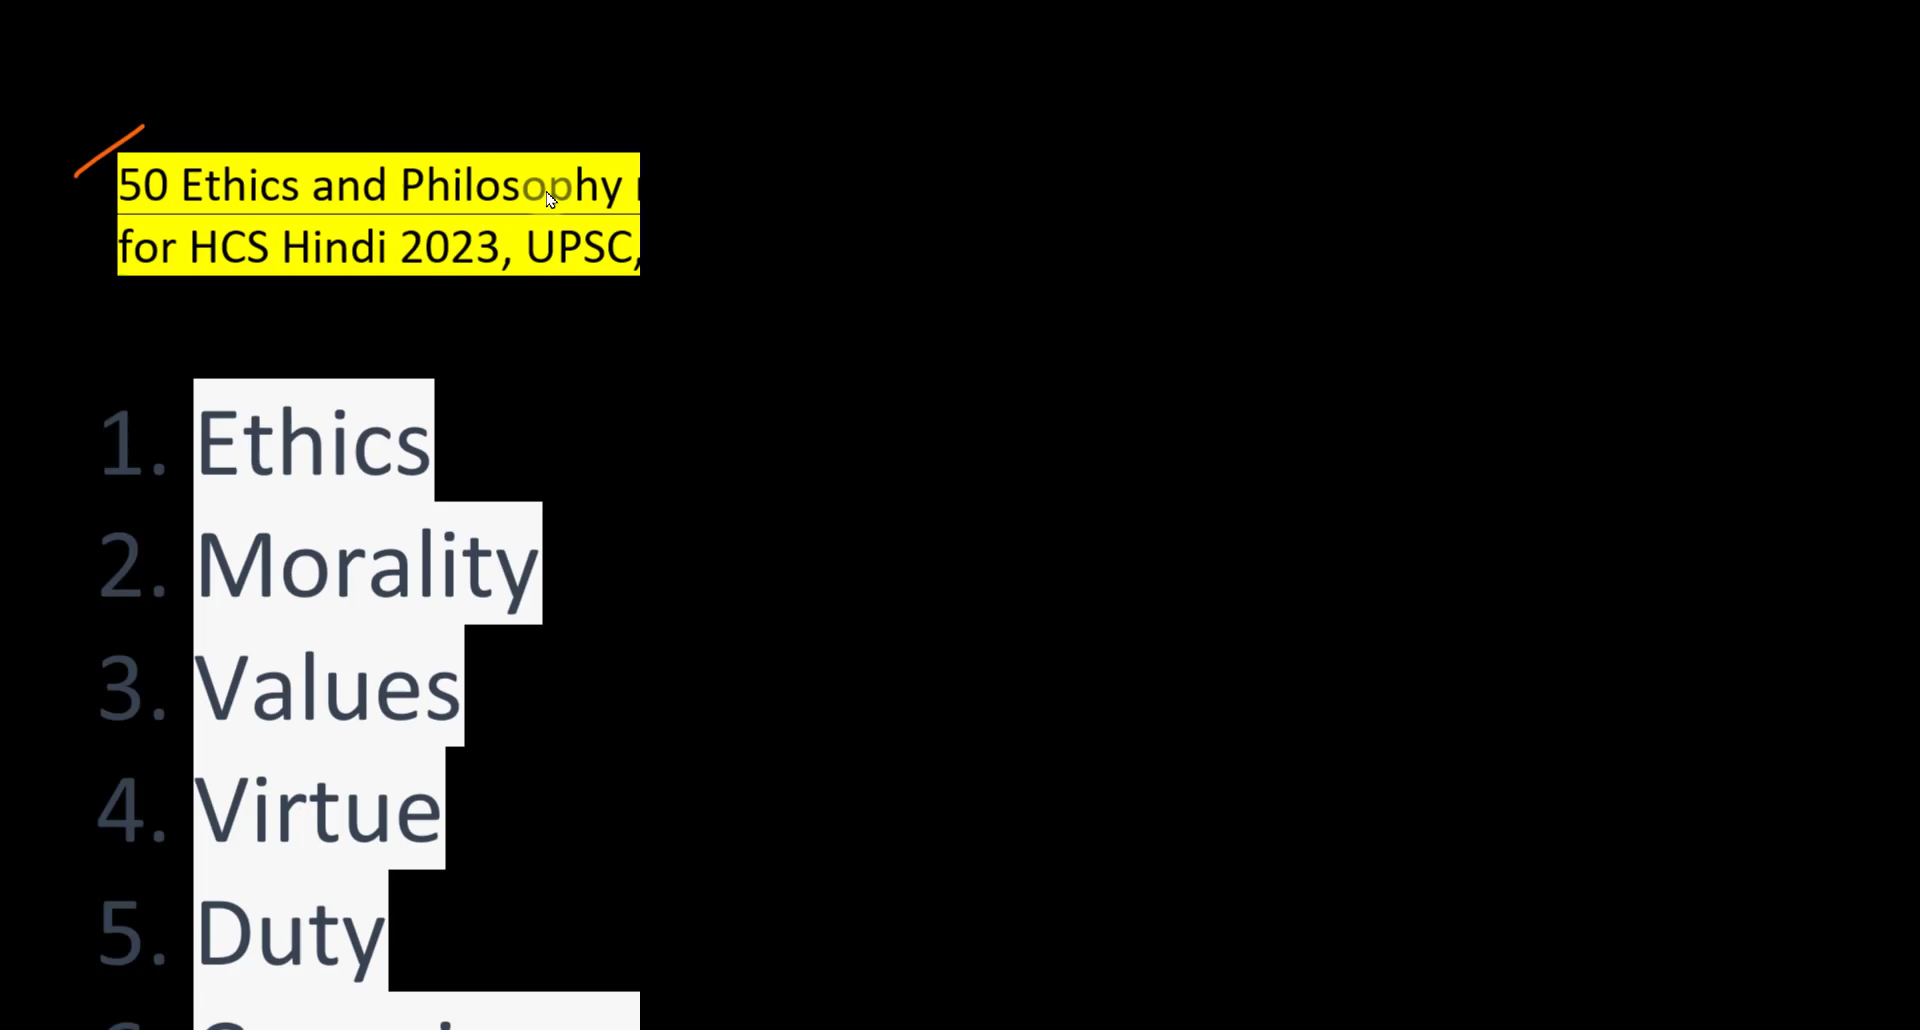 50 Ethics and Philosophy
for HCS Hindi 2023, UPSC,
1. Ethics
2. Morality
3. Values
4. Virtue
5. Duty